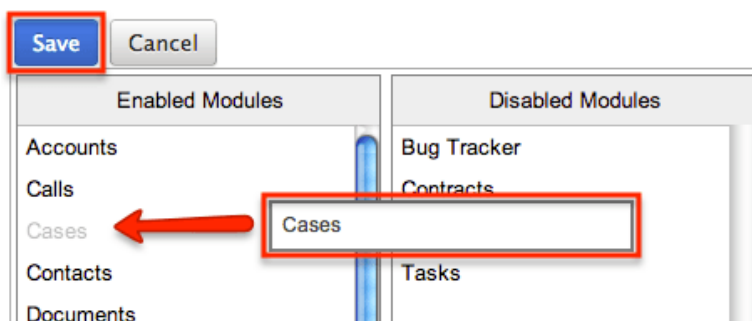 Save Cancel
Enabled Modules Disabled Modules
Accounts Bug Tracker
Calls Contracts
Cases Cases
Contacts Tasks
Documents